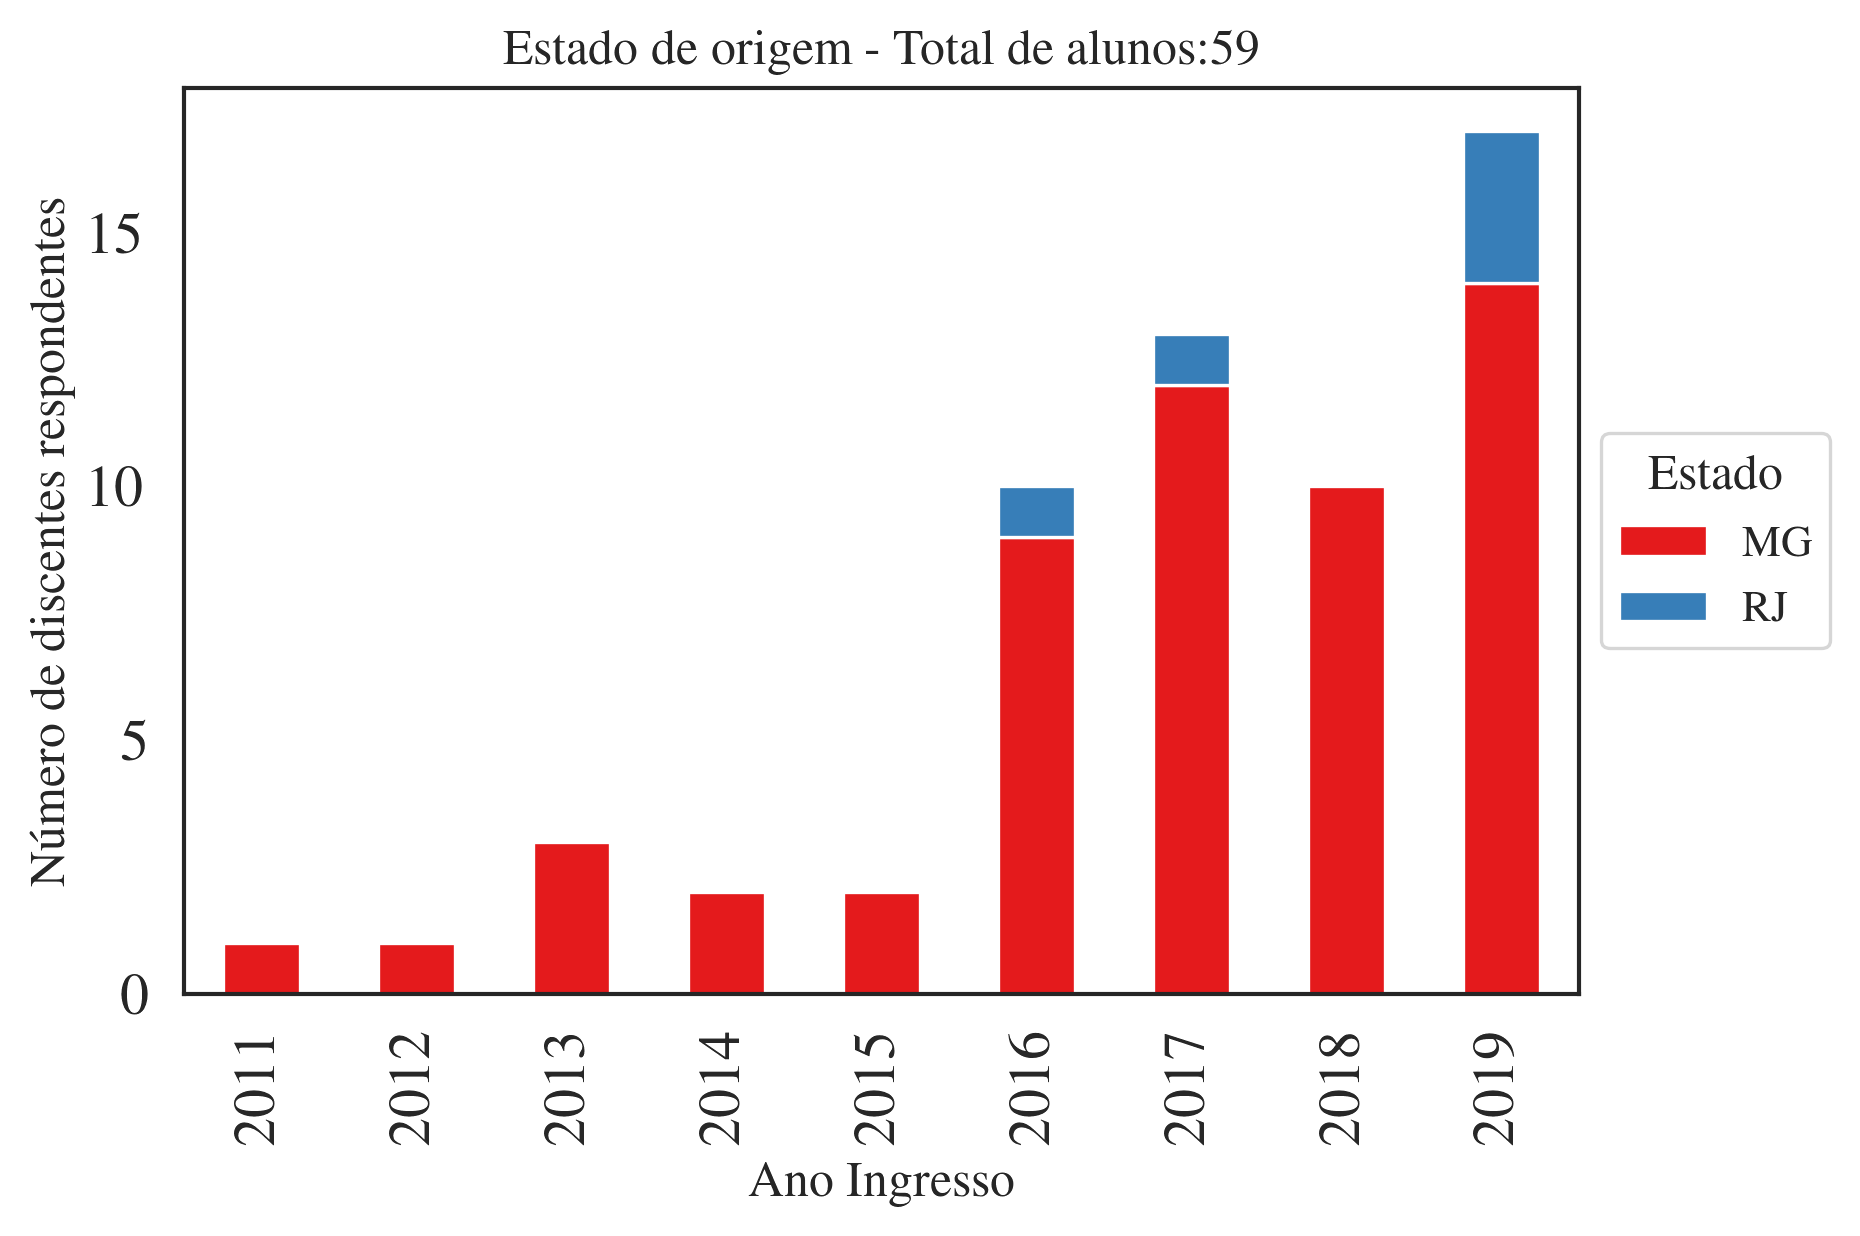 Estado de origem - Total de alunos:59
Número de discentes respondentes
15
10
5
0
2011
2012
2013
2014
2015
2016
2017
2018
2019
Ano Ingresso
Estado
MG
RJ